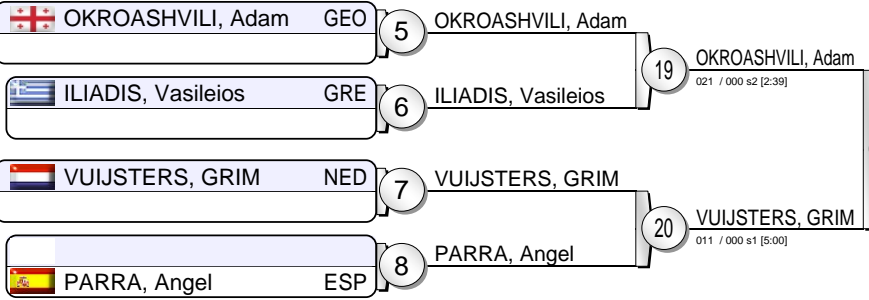 OKROASHVILI, Adam GEO
5
OKROASHVILI, Adam
ILIADIS, Vasileios GRE
6
ILIADIS, Vasileios
19
OKROASHVILI, Adam
021 / 000 s2 [2:39]
VUIJSTERS, GRIM NED
7
VUIJSTERS, GRIM
PARRA, Angel ESP
8
PARRA, Angel
20
VUIJSTERS, GRIM
011 / 000 s1 [5:00]